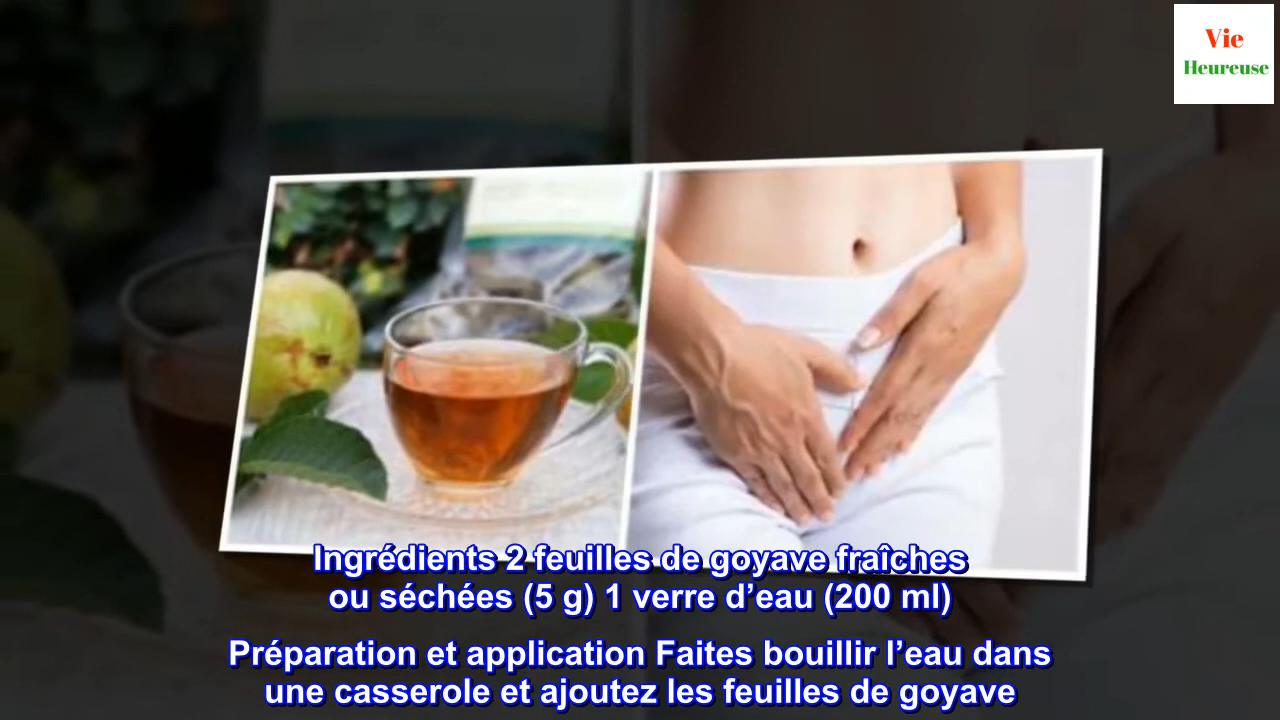 Vie
Heureuse
Ingrédients 2 feuilles de goyave fraîches
ou séchées (5 g) 1 verre d’eau (200 ml)
Préparation et application Faites bouillir l’eau dans
une casserole et ajoutez les feuilles de goyave